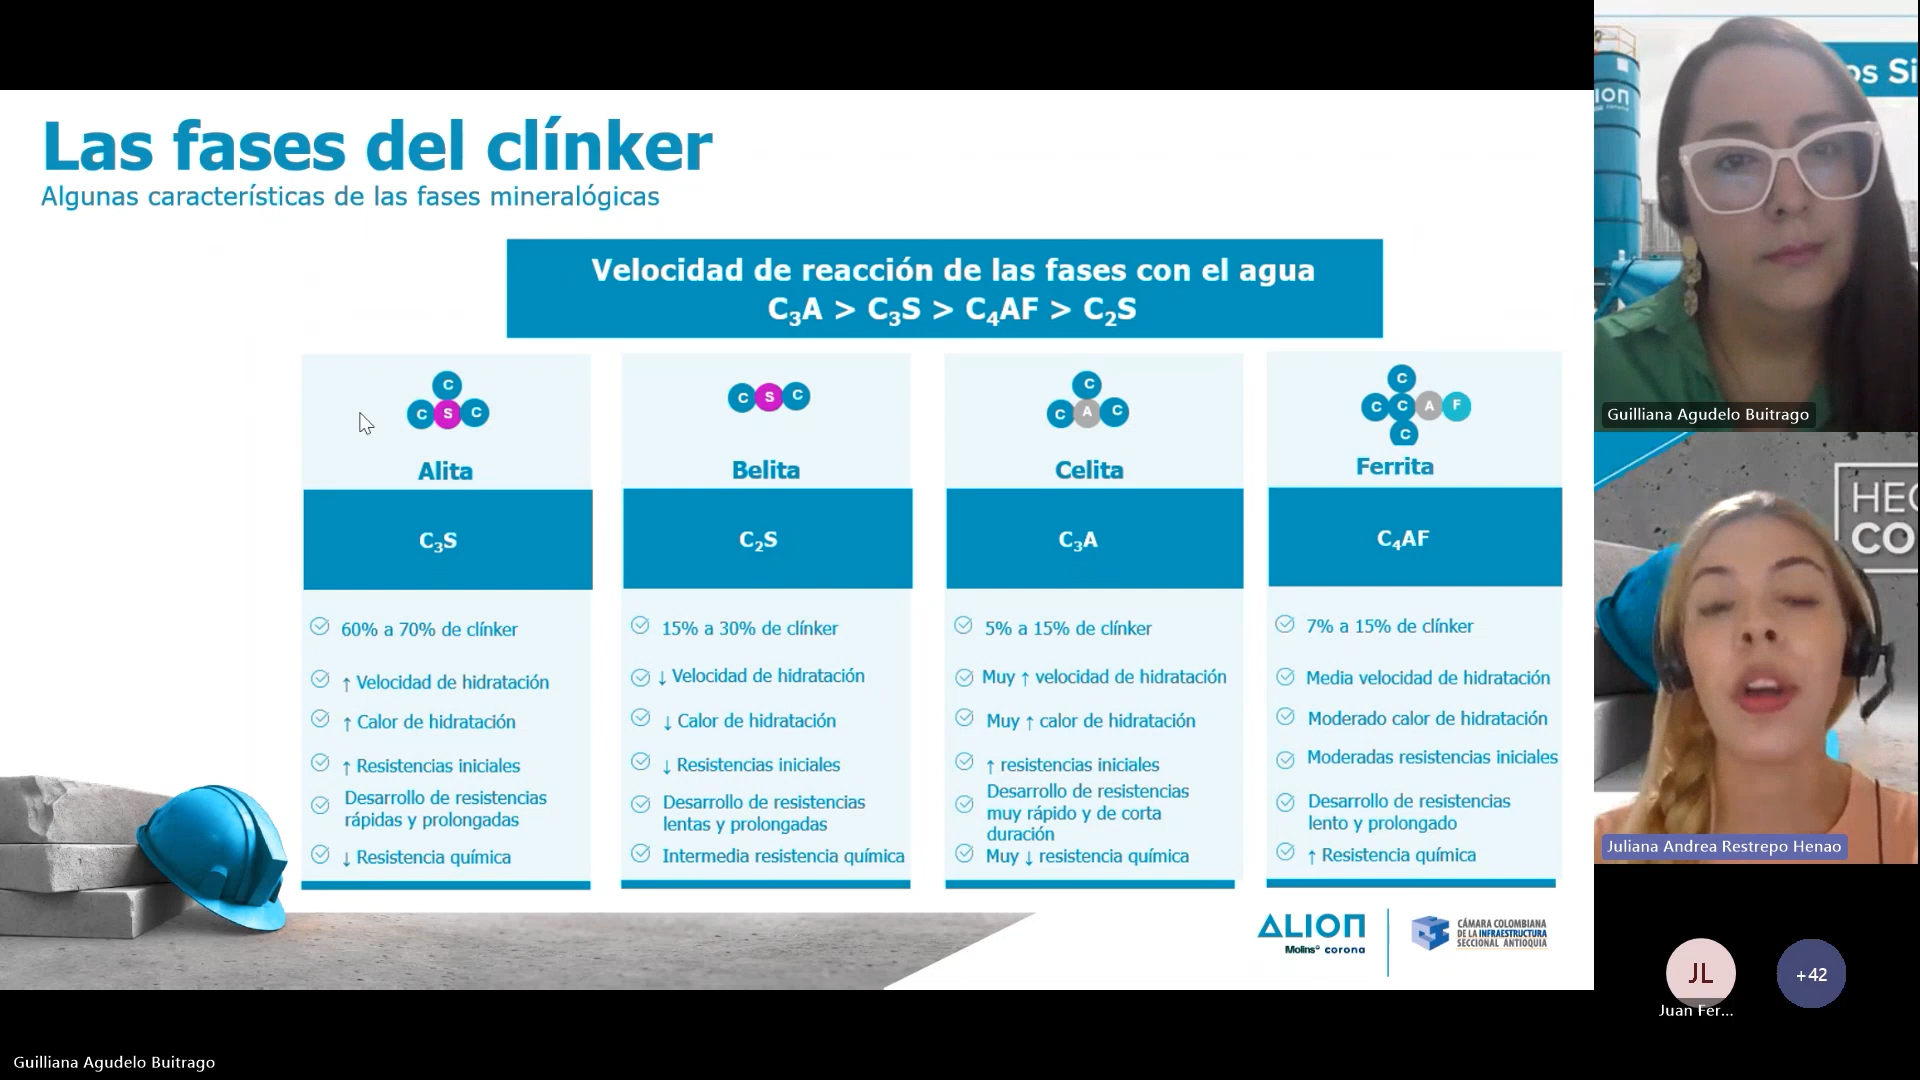 Las fases del clínker
Algunas características de las fases mineralógicas
Velocidad de reacción de las fases con el agua
C₃A > C₃S > C₄AF > C₂S
C
C S C
Alita
C₃S
60% a 70% de clínker
↑ Velocidad de hidratación
↑ Calor de hidratación
↑ Resistencias iniciales
Desarrollo de resistencias
rápidas y prolongadas
↓ Resistencia química
C S C
Belita
C₂S
15% a 30% de clínker
↓ Velocidad de hidratación
↓ Calor de hidratación
↓ Resistencias iniciales
Desarrollo de resistencias
lentas y prolongadas
Intermedia resistencia química
C
C A C
Celita
C₃A
5% a 15% de clínker
Muy ↑ velocidad de hidratación
Muy ↑ calor de hidratación
↑ resistencias iniciales
Desarrollo de resistencias
muy rápido y de corta
duración
Muy ↓ resistencia química
C
C C A F
C
Ferrita
C₄AF
7% a 15% de clínker
Media velocidad de hidratación
Moderado calor de hidratación
Moderadas resistencias iniciales
Desarrollo de resistencias
lento y prolongado
↑ Resistencia química
ALION
Molins corona
CÁMARA COLOMBIANA
DE LA INFRAESTRUCTURA
SECCIONAL ANTIOQUIA
os Si
ION
Guilliana Agudelo Buitrago
HEC
CO
Juliana Andrea Restrepo Henao
JL
Juan Fer...
+42
Guilliana Agudelo Buitrago